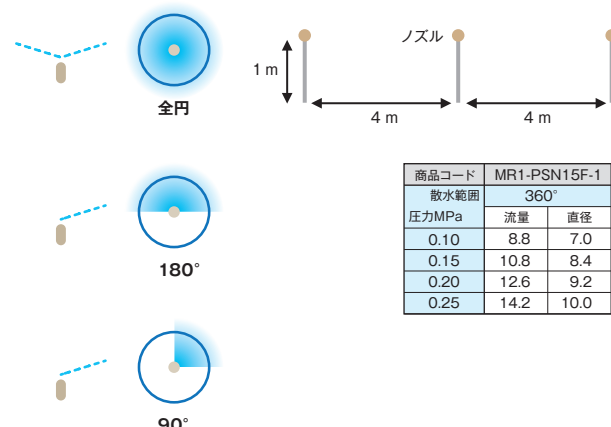 全円
180°
90°
ノズル
1 m
4 m
4 m
商品コード MR1-PSN15F-1
散水範囲 360°
圧力MPa 流量 直径
0.10 8.8 7.0
0.15 10.8 8.4
0.20 12.6 9.2
0.25 14.2 10.0